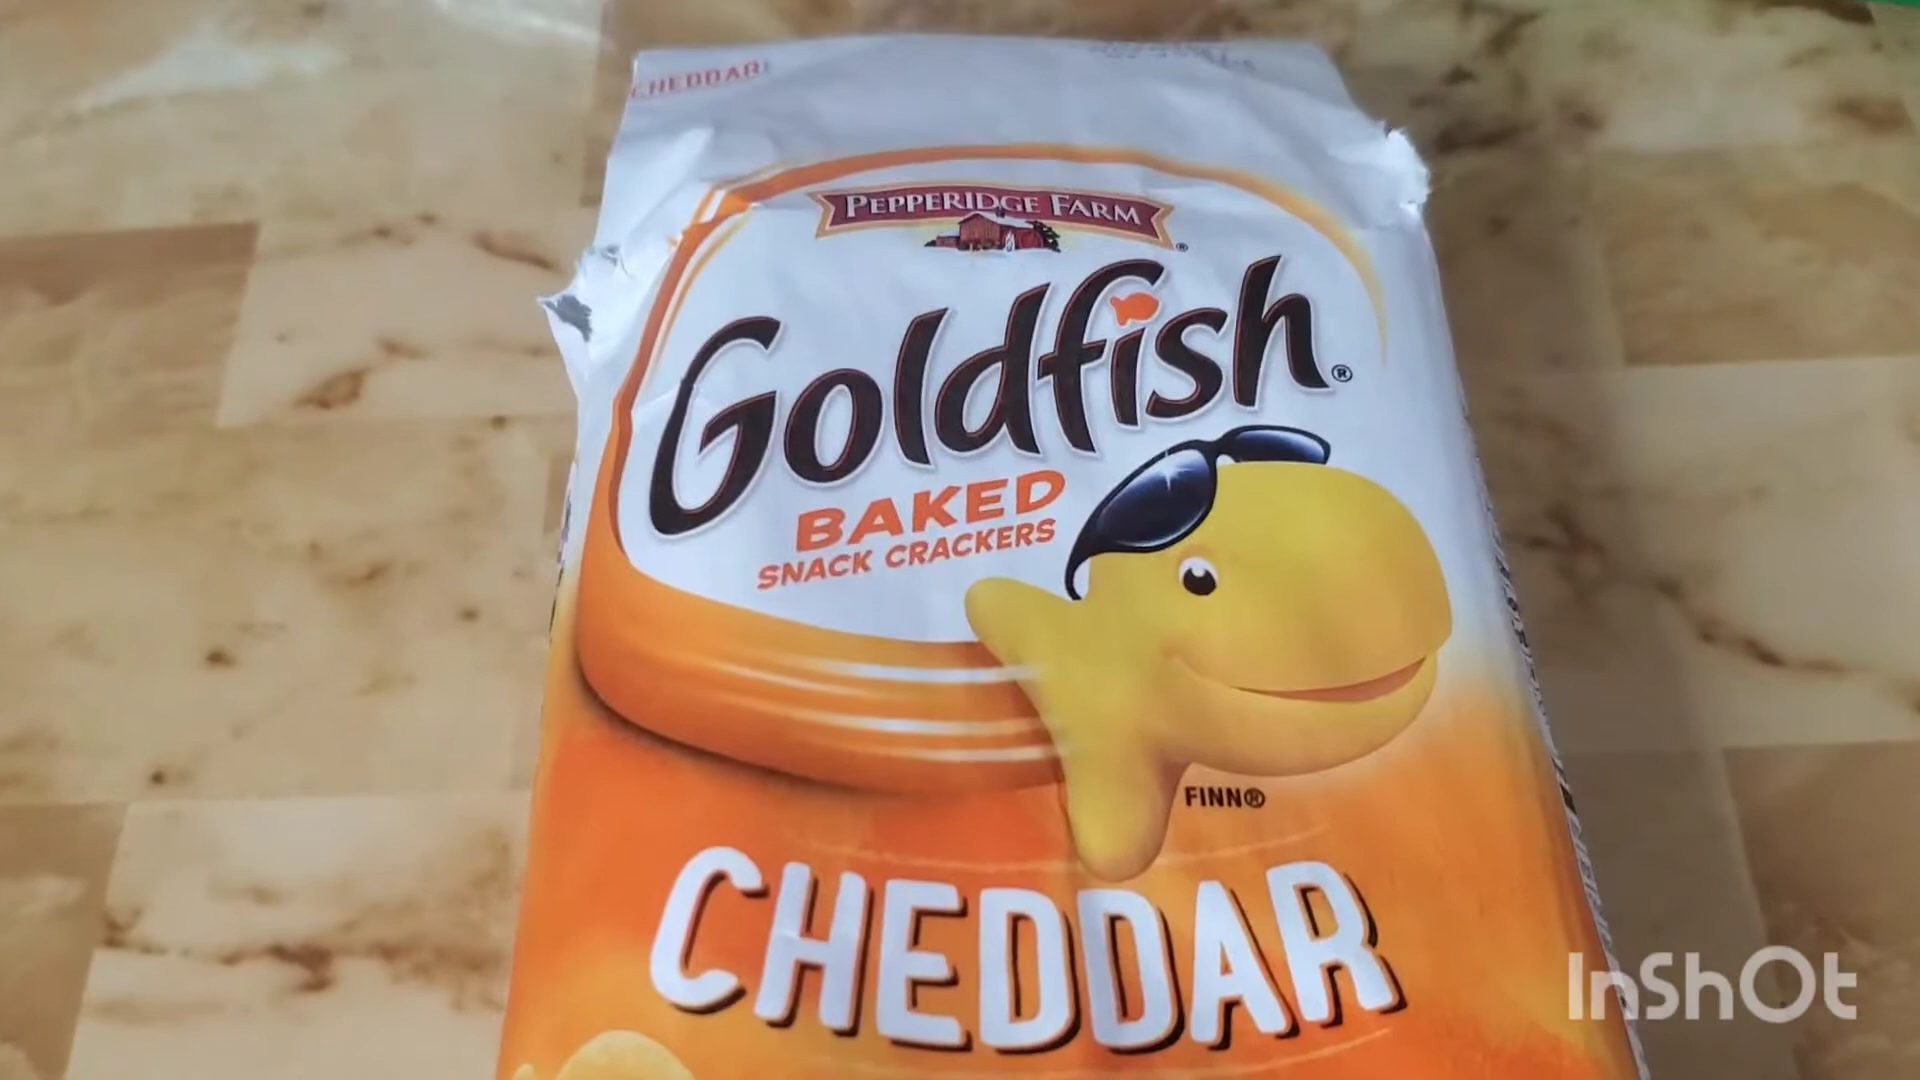 CHEDDAR
PEPPERIDGE FARM®
Goldfish®
BAKED
SNACK CRACKERS
FINN®
CHEDDAR
InShOt